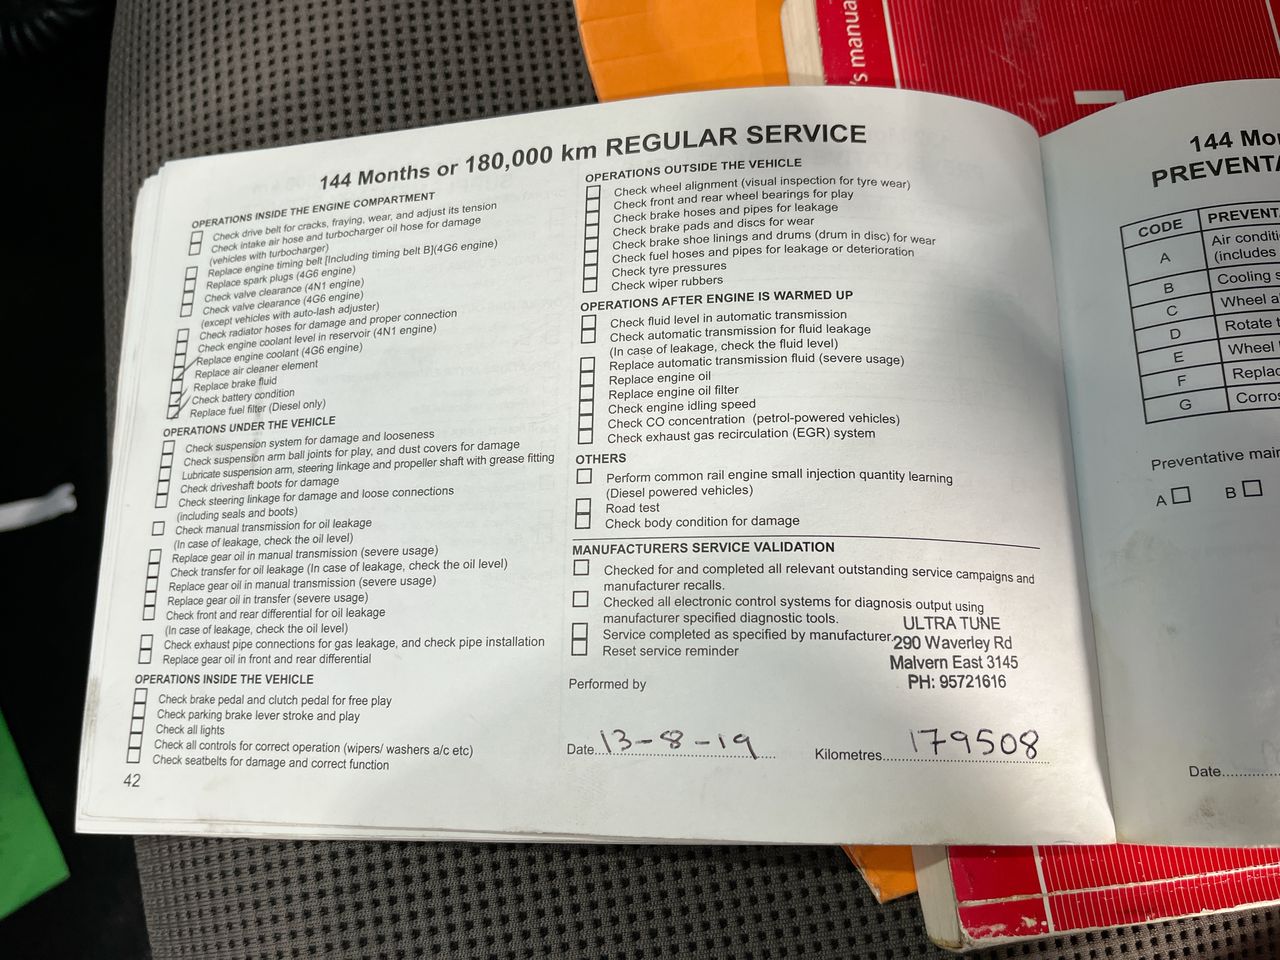 's manua
144 Months or 180,000 km REGULAR SERVICE
OPERATIONS INSIDE THE ENGINE COMPARTMENT
Check drive belt for cracks, fraying, wear, and adjust its tension
Check intake air hose and turbocharger oil hose for damage
(vehicles with turbocharger)
Replace engine timing belt [Including timing belt B](4G6 engine)
Replace spark plugs (4G6 engine)
Check valve clearance (4N1 engine)
Check valve clearance (4G6 engine)
(except vehicles with auto-lash adjuster)
Check radiator hoses for damage and proper connection
Check engine coolant level in reservoir (4N1 engine)
Replace engine coolant (4G6 engine)
Replace air cleaner element
Replace brake fluid
Check battery condition
Replace fuel filter (Diesel only)
OPERATIONS UNDER THE VEHICLE
Check suspension system for damage and looseness
Check suspension arm ball joints for play, and dust covers for damage
Lubricate suspension arm, steering linkage and propeller shaft with grease fitting
Check driveshaft boots for damage
Check steering linkage for damage and loose connections
(including seals and boots)
Check manual transmission for oil leakage
(In case of leakage, check the oil level)
Replace gear oil in manual transmission (severe usage)
Check transfer for oil leakage (In case of leakage, check the oil level)
Replace gear oil in manual transmission (severe usage)
Replace gear oil in transfer (severe usage)
Check front and rear differential for oil leakage
(In case of leakage, check the oil level)
Check exhaust pipe connections for gas leakage, and check pipe installation
Replace gear oil in front and rear differential
OPERATIONS INSIDE THE VEHICLE
Check brake pedal and clutch pedal for free play
Check parking brake lever stroke and play
Check all lights
Check all controls for correct operation (wipers/ washers a/c etc)
Check seatbelts for damage and correct function
42
OPERATIONS OUTSIDE THE VEHICLE
Check wheel alignment (visual inspection for tyre wear)
Check front and rear wheel bearings for play
Check brake hoses and pipes for leakage
Check brake pads and discs for wear
Check brake shoe linings and drums (drum in disc) for wear
Check fuel hoses and pipes for leakage or deterioration
Check tyre pressures
Check wiper rubbers
OPERATIONS AFTER ENGINE IS WARMED UP
Check fluid level in automatic transmission
Check automatic transmission for fluid leakage
(In case of leakage, check the fluid level)
Replace automatic transmission fluid (severe usage)
Replace engine oil
Replace engine oil filter
Check engine idling speed
Check CO concentration (petrol-powered vehicles)
Check exhaust gas recirculation (EGR) system
OTHERS
Perform common rail engine small injection quantity learning
(Diesel powered vehicles)
Road test
Check body condition for damage
MANUFACTURERS SERVICE VALIDATION
Checked for and completed all relevant outstanding service campaigns and
manufacturer recalls.
Checked all electronic control systems for diagnosis output using
manufacturer specified diagnostic tools.
Service completed as specified by manufacturer.
Reset service reminder
ULTRA TUNE
290 Waverley Rd
Malvern East 3145
PH: 95721616
Performed by
Date 13-8-19
Kilometres 179508
144 Mo
PREVENTA
CODE PREVENT
A Air conditi
(includes
B Cooling s
C Wheel a
D Rotate t
E Wheel
F Replac
G Corros
Preventative mai
A B
Date